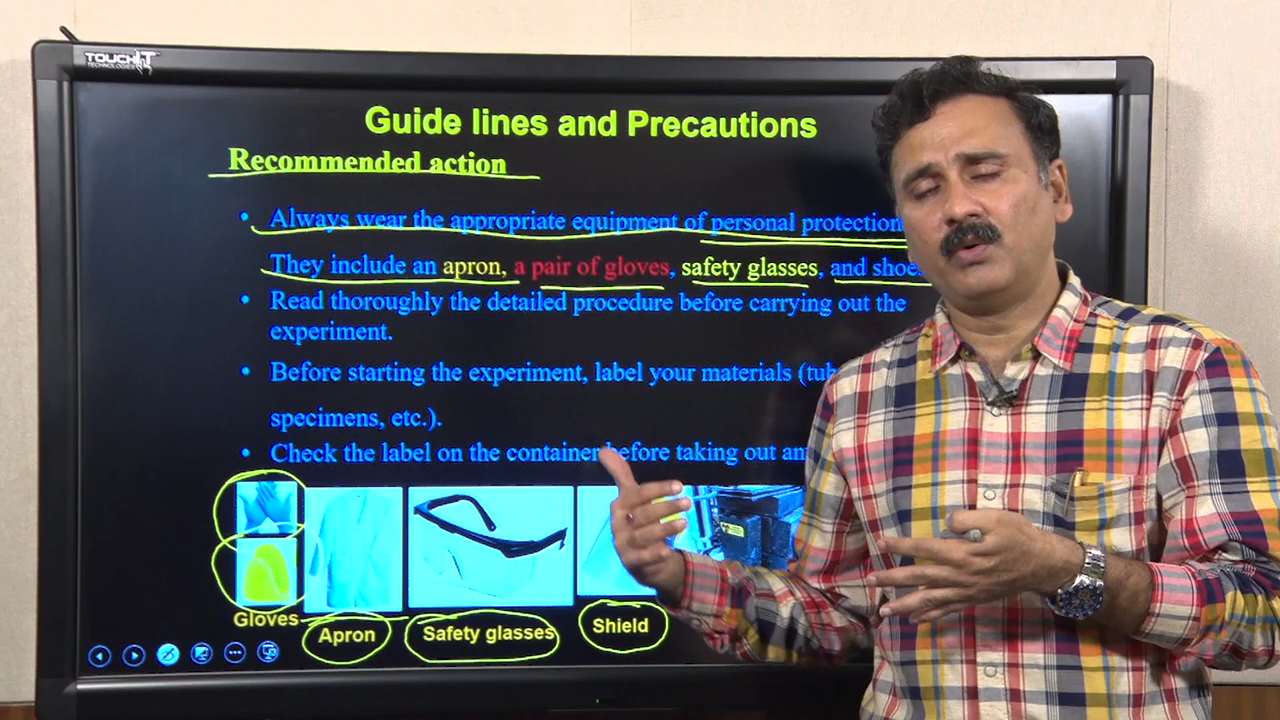 TOUCHIT
TECHNOLOGIES
Guide lines and Precautions
Recommended action
• Always wear the appropriate equipment of personal protection
They include an apron, a pair of gloves, safety glasses, and shoes
• Read thoroughly the detailed procedure before carrying out the
experiment.
• Before starting the experiment, label your materials
specimens, etc.).
• Check the label on the container before taking out
Gloves
Apron
Safety glasses
Shield